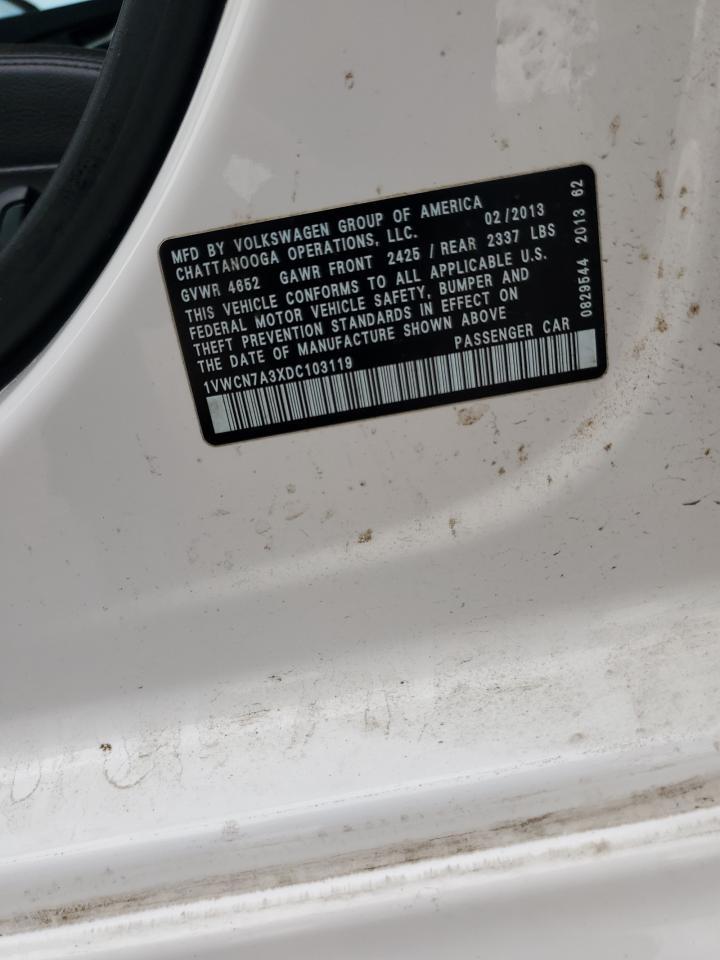 MFD BY VOLKSWAGEN GROUP OF AMERICA
CHATTANOOGA OPERATIONS, LLC. 02/2013
GVWR 4652 GAWR FRONT 2425 / REAR 2337 LBS
THIS VEHICLE CONFORMS TO ALL APPLICABLE U.S.
FEDERAL MOTOR VEHICLE SAFETY, BUMPER AND
THEFT PREVENTION STANDARDS IN EFFECT ON
THE DATE OF MANUFACTURE SHOWN ABOVE
1VWCN7A3XDC103119 PASSENGER CAR
0829544 2013 62